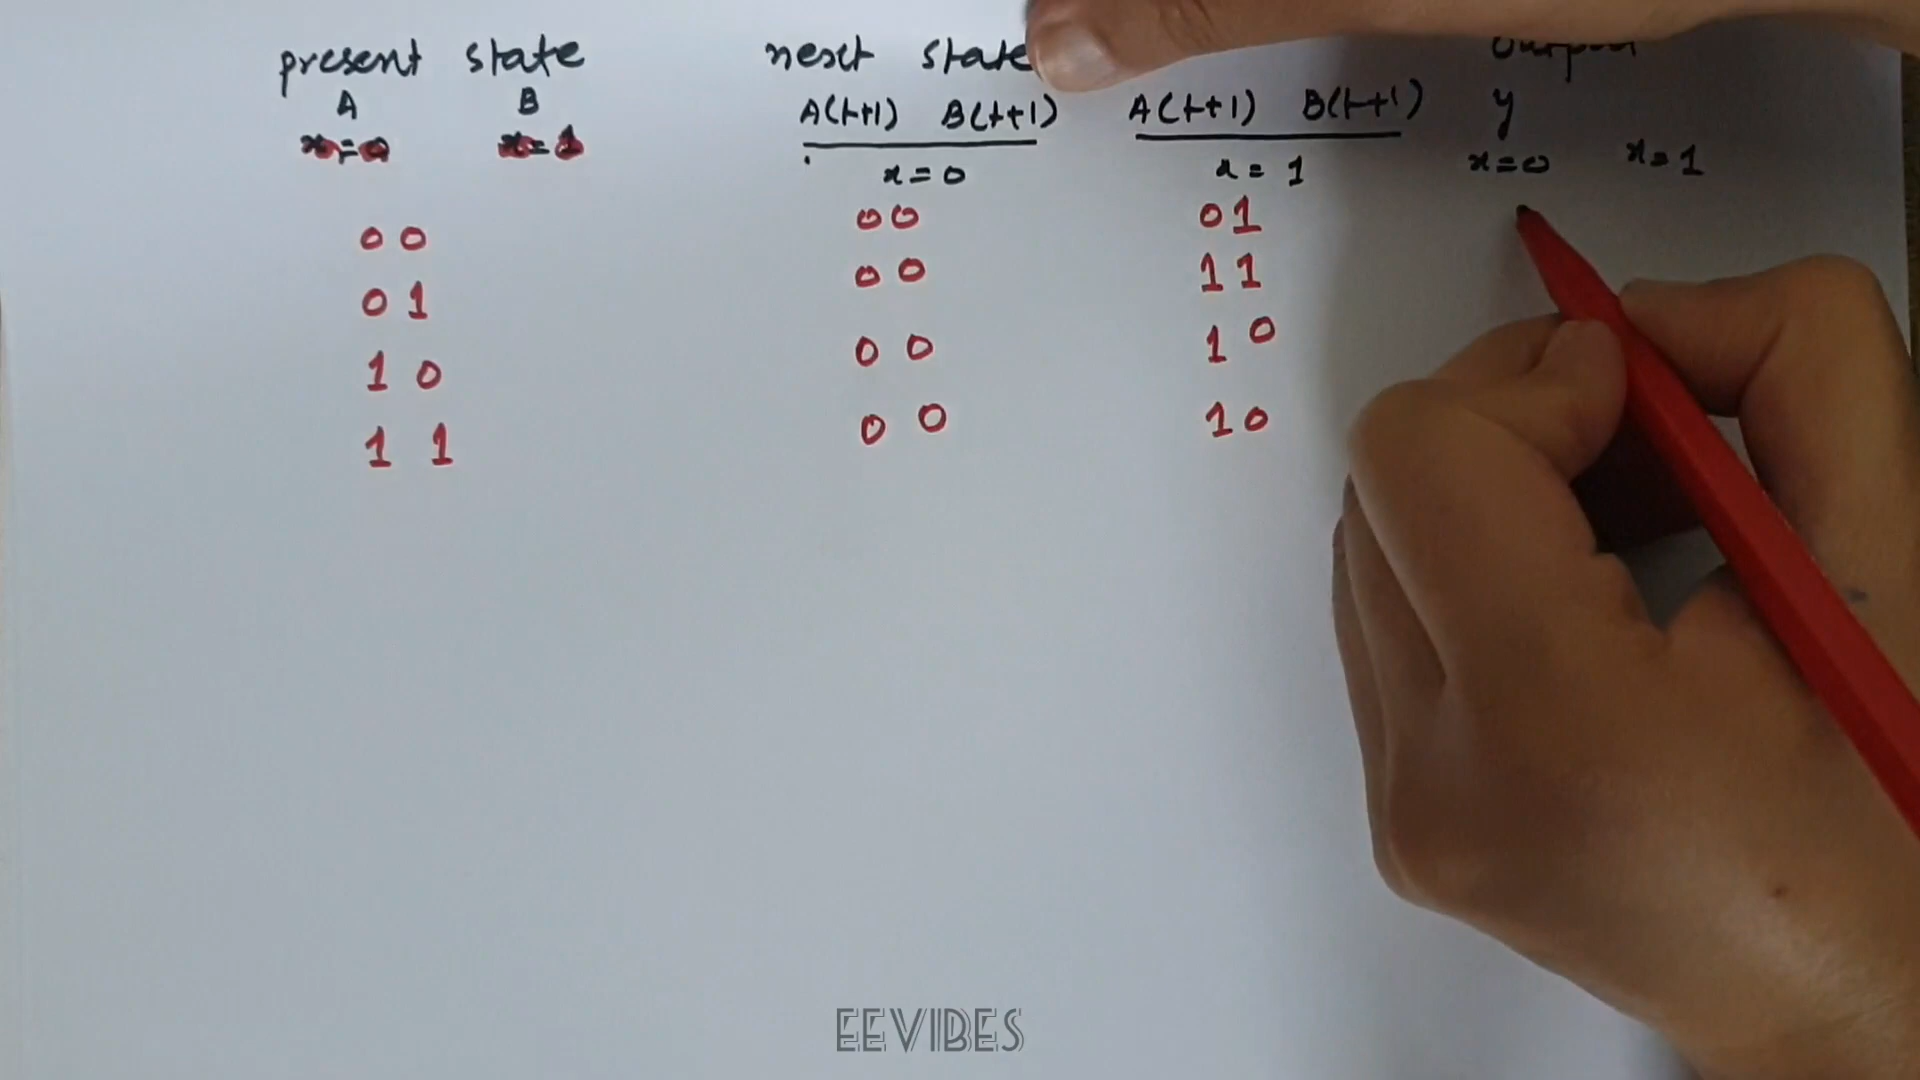 present state next state
A B A(t+1) B(t+1) A(t+1) B(t+1) y
x=0 x=1 x=0 x=1
00 00 01
01 00 11
10 00 10
11 00 10
EEVIBES